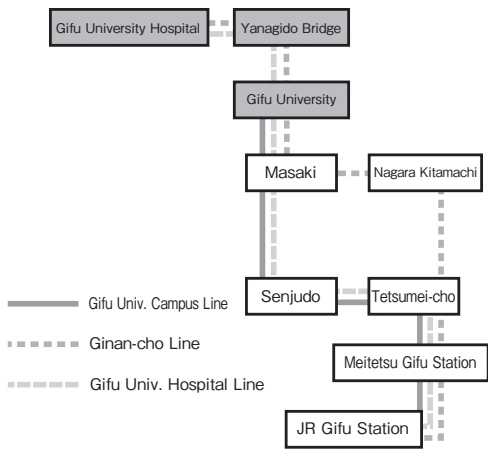 Gifu University Hospital
Yanagido Bridge
Gifu University
Masaki
Nagara Kitamachi
Senjudo
Tetsumei-cho
Gifu Univ. Campus Line
Ginan-cho Line
Meitetsu Gifu Station
Gifu Univ. Hospital Line
JR Gifu Station